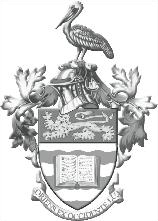 ORIENS EX OCCIDENTE LUX